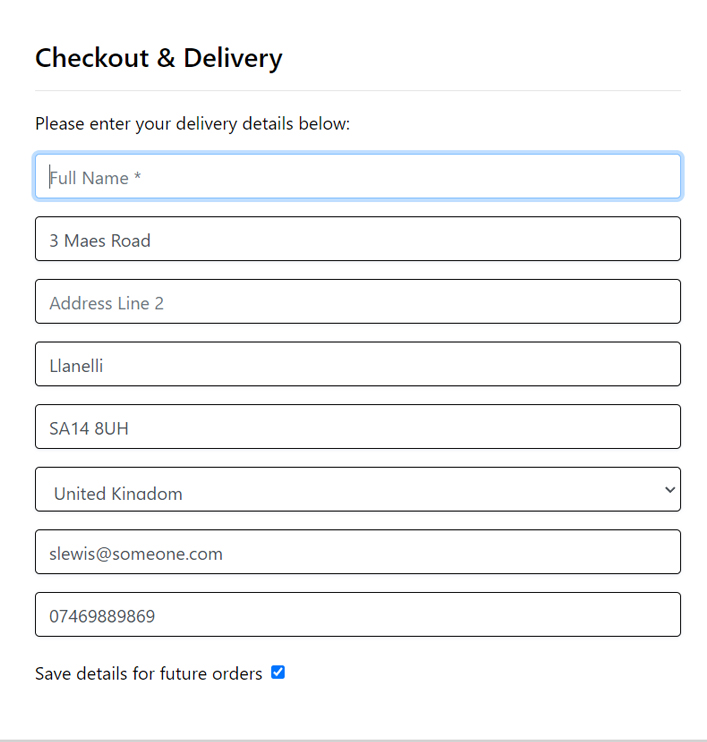 Checkout & Delivery
Please enter your delivery details below:
Full Name *
3 Maes Road
Address Line 2
Llanelli
SA14 8UH
United Kingdom
slewis@someone.com
07469889869
Save details for future orders